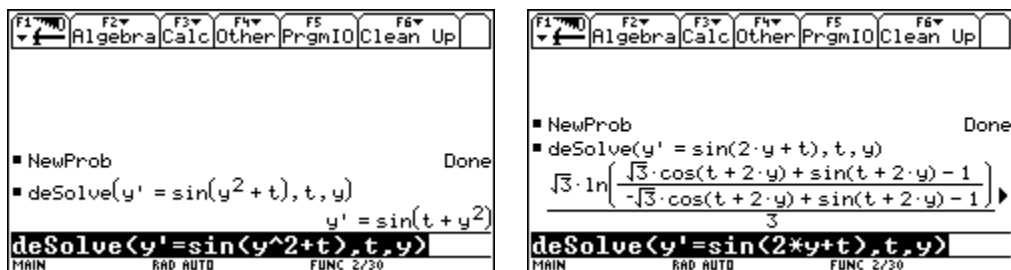 F1 F2 F3 F4 F5 F6
Algebra Calc Other PrgmIO Clean Up
NewProb Done
deSolve(y' = sin(y² + t), t, y)
y' = sin(t + y²)
deSolve(y'=sin(y^2+t),t,y)
MAIN RAD AUTO FUNC 2/30
F1 F2 F3 F4 F5 F6
Algebra Calc Other PrgmIO Clean Up
NewProb Done
deSolve(y' = sin(2·y + t), t, y)
√3·ln(
√3·cos(t + 2·y) + sin(t + 2·y) - 1
-√3·cos(t + 2·y) + sin(t + 2·y) - 1
)
3
deSolve(y'=sin(2*y+t),t,y)
MAIN RAD AUTO FUNC 2/30